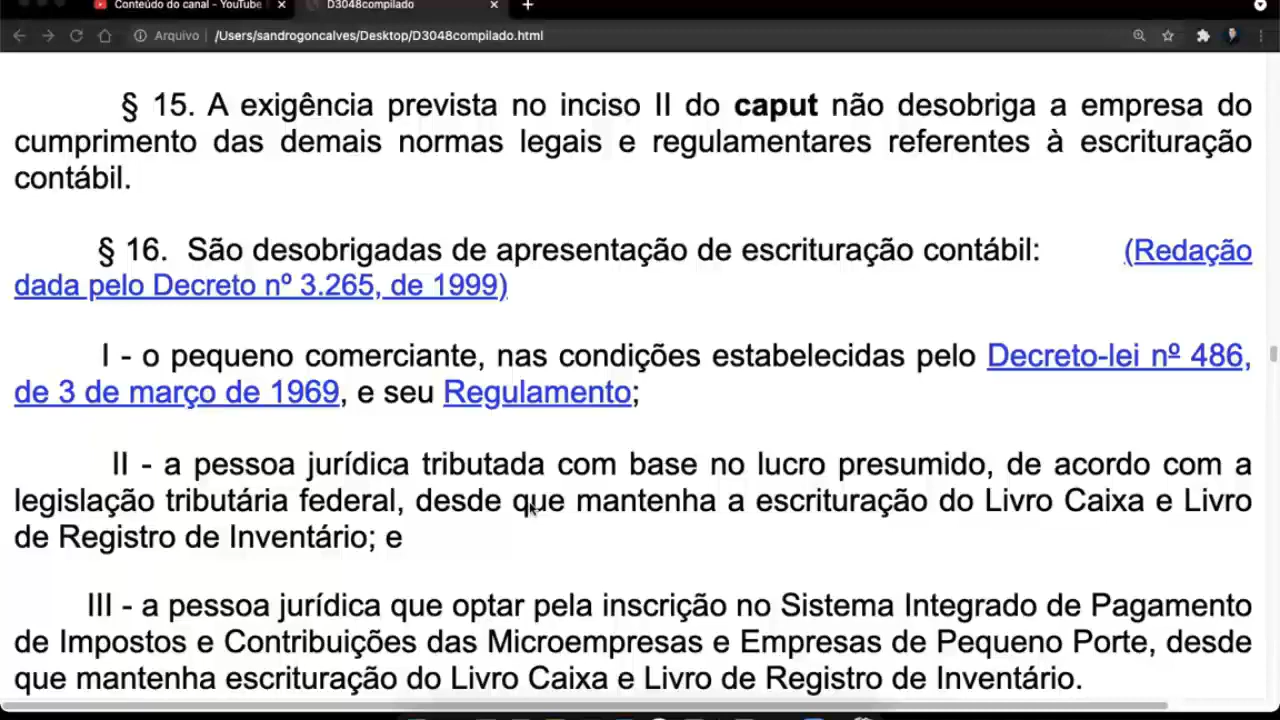 Conteúdo do canal - YouTube
D3048compilado
Arquivo | /Users/sandrogoncalves/Desktop/D3048compilado.html
§ 15. A exigência prevista no inciso II do caput não desobriga a empresa do
cumprimento das demais normas legais e regulamentares referentes à escrituração
contábil.
§ 16. São desobrigadas de apresentação de escrituração contábil: (Redação
dada pelo Decreto nº 3.265, de 1999)
I - o pequeno comerciante, nas condições estabelecidas pelo Decreto-lei nº 486,
de 3 de março de 1969, e seu Regulamento;
II - a pessoa jurídica tributada com base no lucro presumido, de acordo com a
legislação tributária federal, desde que mantenha a escrituração do Livro Caixa e Livro
de Registro de Inventário; e
III - a pessoa jurídica que optar pela inscrição no Sistema Integrado de Pagamento
de Impostos e Contribuições das Microempresas e Empresas de Pequeno Porte, desde
que mantenha escrituração do Livro Caixa e Livro de Registro de Inventário.